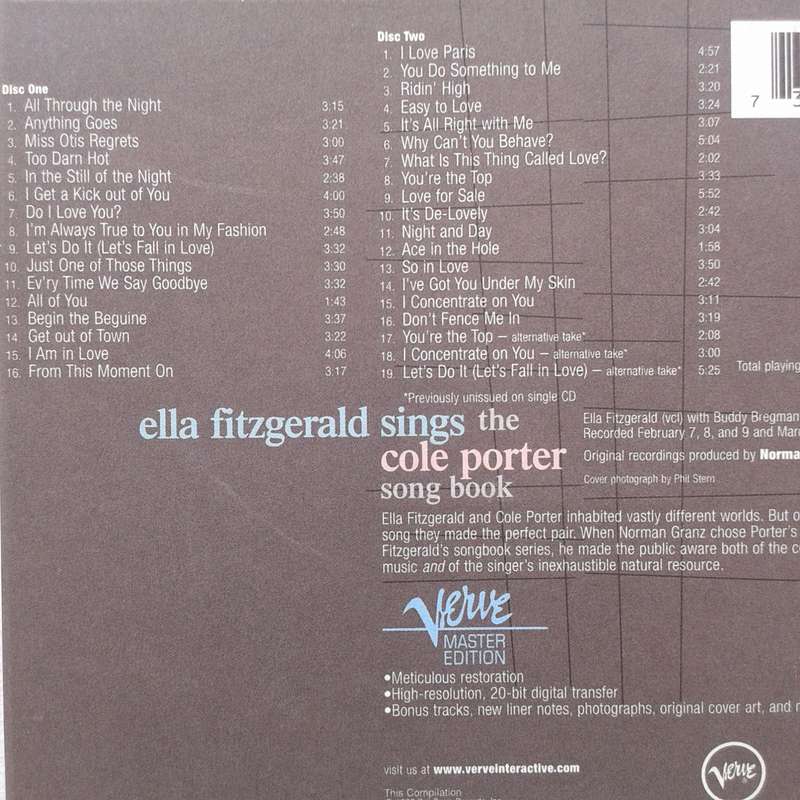 Disc One
1. All Through the Night 3:15
2. Anything Goes 3:21
3. Miss Otis Regrets 3:00
4. Too Darn Hot 3:47
5. In the Still of the Night 2:38
6. I Get a Kick out of You 4:00
7. Do I Love You? 3:50
8. I'm Always True to You in My Fashion 2:48
9. Let's Do It (Let's Fall in Love) 3:32
10. Just One of Those Things 3:30
11. Ev'ry Time We Say Goodbye 3:32
12. All of You 1:43
13. Begin the Beguine 3:37
14. Get out of Town 3:22
15. I Am in Love 4:06
16. From This Moment On 3:17
Disc Two
1. I Love Paris 4:57
2. You Do Something to Me 2:21
3. Ridin' High 3:20
4. Easy to Love 3:24
5. It's All Right with Me 3:07
6. Why Can't You Behave? 5:04
7. What Is This Thing Called Love? 2:02
8. You're the Top 3:33
9. Love for Sale 5:52
10. It's De-Lovely 2:42
11. Night and Day 3:04
12. Ace in the Hole 1:58
13. So in Love 3:50
14. I've Got You Under My Skin 2:42
15. I Concentrate on You 3:11
16. Don't Fence Me In 3:19
17. You're the Top – alternative take* 2:08
18. I Concentrate on You – alternative take* 3:00
19. Let's Do It (Let's Fall in Love) – alternative take* 5:25
Total playing
*Previously unissued on single CD
7
ella fitzgerald sings the
cole porter
song book
Ella Fitzgerald (vcl) with Buddy Bregman
Recorded February 7, 8, and 9 and Mar
Original recordings produced by Norma
Cover photograph by Phil Stern
Ella Fitzgerald and Cole Porter inhabited vastly different worlds. But o
song they made the perfect pair. When Norman Granz chose Porter's
Fitzgerald's songbook series, he made the public aware both of the c
music and of the singer's inexhaustible natural resource.
Verve
MASTER
EDITION
•Meticulous restoration
•High-resolution, 20-bit digital transfer
•Bonus tracks, new liner notes, photographs, original cover art, and
visit us at www.verveinteractive.com
Verve
This Compilation